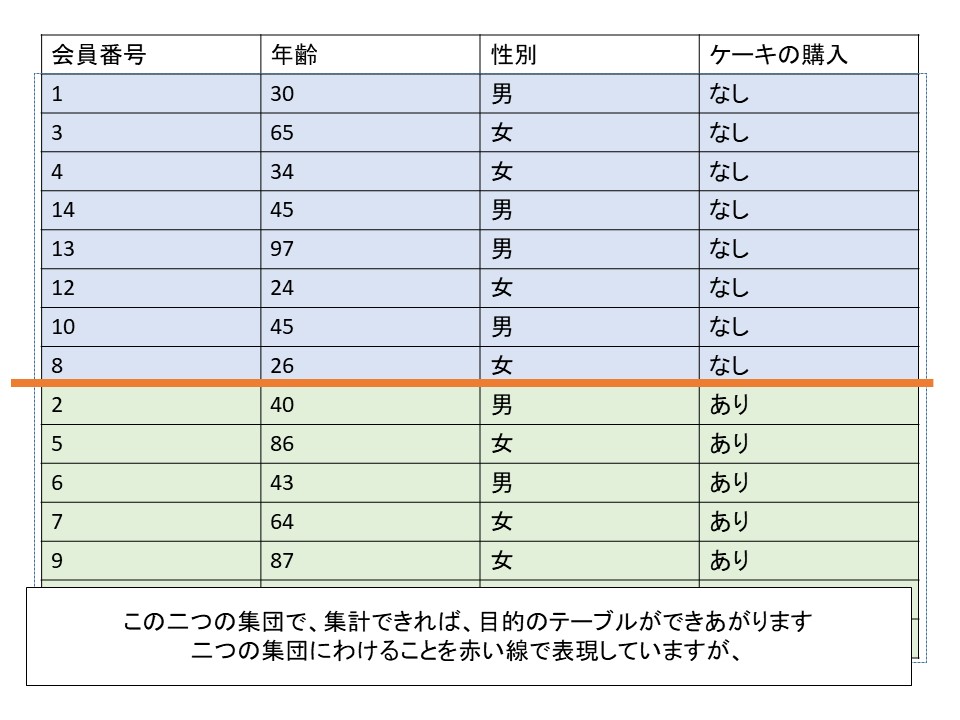 会員番号 年齢 性別 ケーキの購入
1 30 男 なし
3 65 女 なし
4 34 女 なし
14 45 男 なし
13 97 男 なし
12 24 女 なし
10 45 男 なし
8 26 女 なし
2 40 男 あり
5 86 女 あり
6 43 男 あり
7 64 女 あり
9 87 女 あり
この二つの集団で、集計できれば、目的のテーブルができあがります
二つの集団にわけることを赤い線で表現していますが、